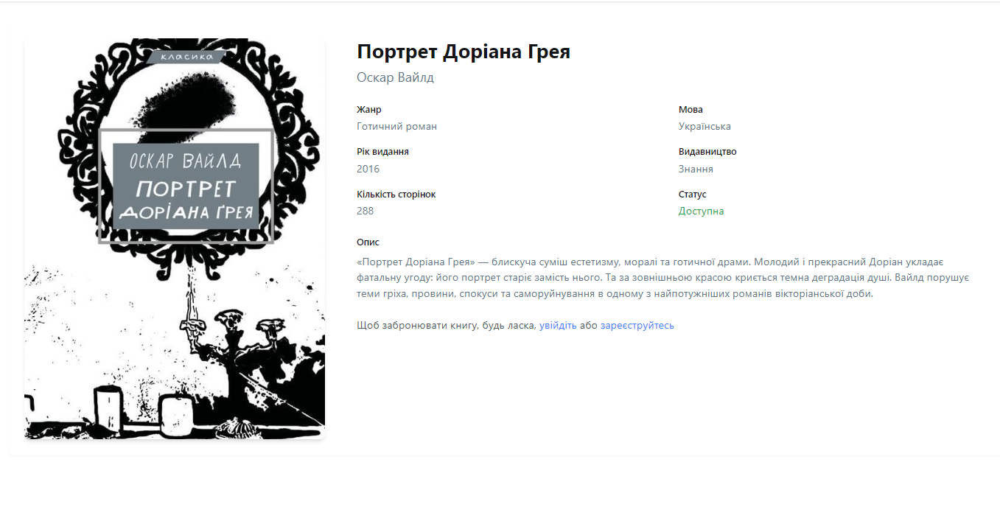 класика
ОСКАР ВАЙЛД
ПОРТРЕТ
ДОРІАНА ҐРЕЯ
Портрет Доріана Грея
Оскар Вайлд
Жанр
Готичний роман
Мова
Українська
Рік видання
2016
Видавництво
Знання
Кількість сторінок
288
Статус
Доступна
Опис
«Портрет Доріана Грея» — блискуча суміш естетизму, моралі та готичної драми. Молодий і прекрасний Доріан укладає
фатальну угоду: його портрет старіє замість нього. Та за зовнішньою красою криється темна деградація душі. Вайлд порушує
теми гріха, провини, спокуси та саморуйнування в одному з найпотужніших романів вікторіанської доби.
Щоб забронювати книгу, будь ласка, увійдіть або зареєструйтесь